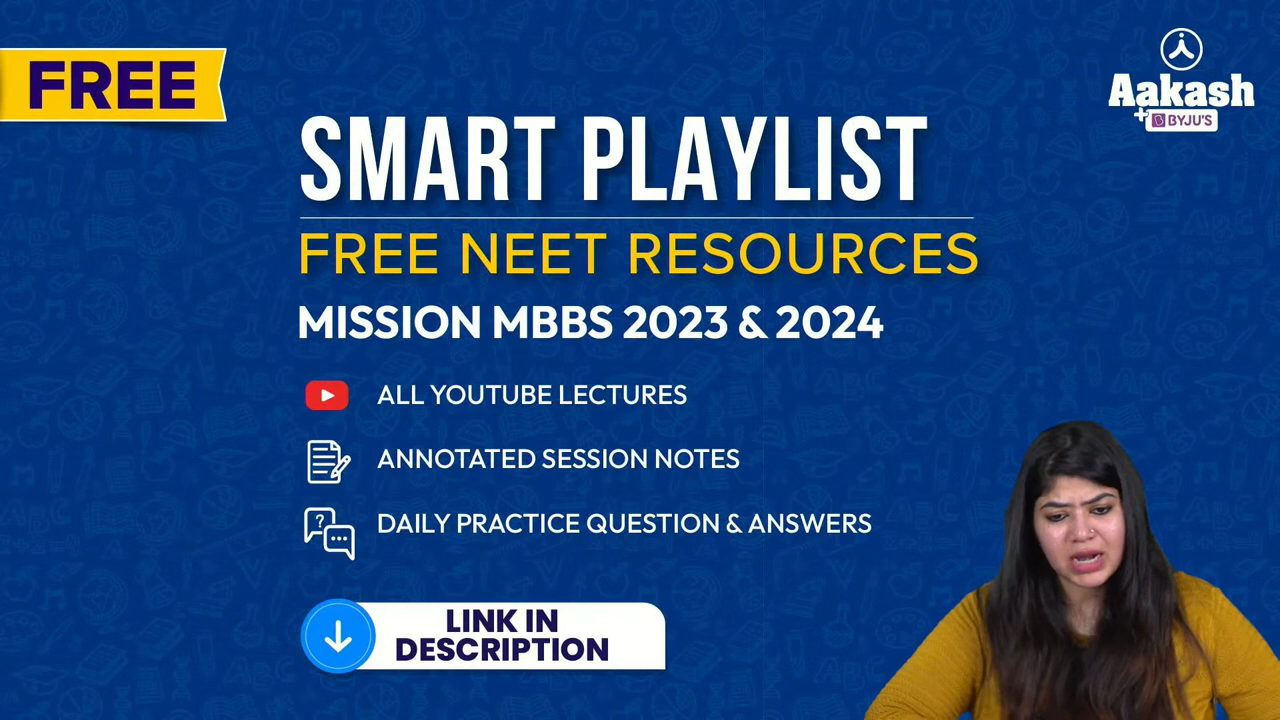 FREE
Aakash
+ BYJU'S
SMART PLAYLIST
FREE NEET RESOURCES
MISSION MBBS 2023 & 2024
ALL YOUTUBE LECTURES
ANNOTATED SESSION NOTES
?
DAILY PRACTICE QUESTION & ANSWERS
LINK IN
DESCRIPTION